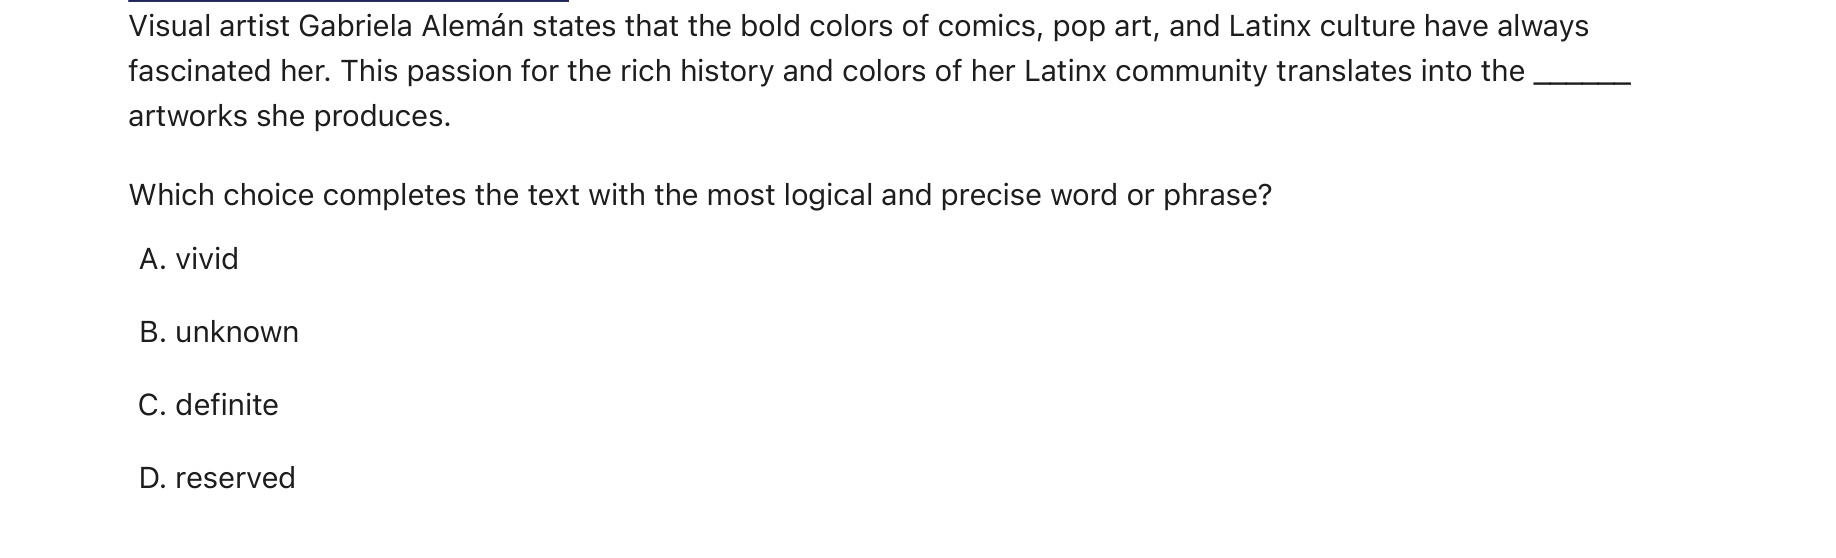 Visual artist Gabriela Alemán states that the bold colors of comics, pop art, and Latinx culture have always
fascinated her. This passion for the rich history and colors of her Latinx community translates into the ______
artworks she produces.
Which choice completes the text with the most logical and precise word or phrase?
A. vivid
B. unknown
C. definite
D. reserved